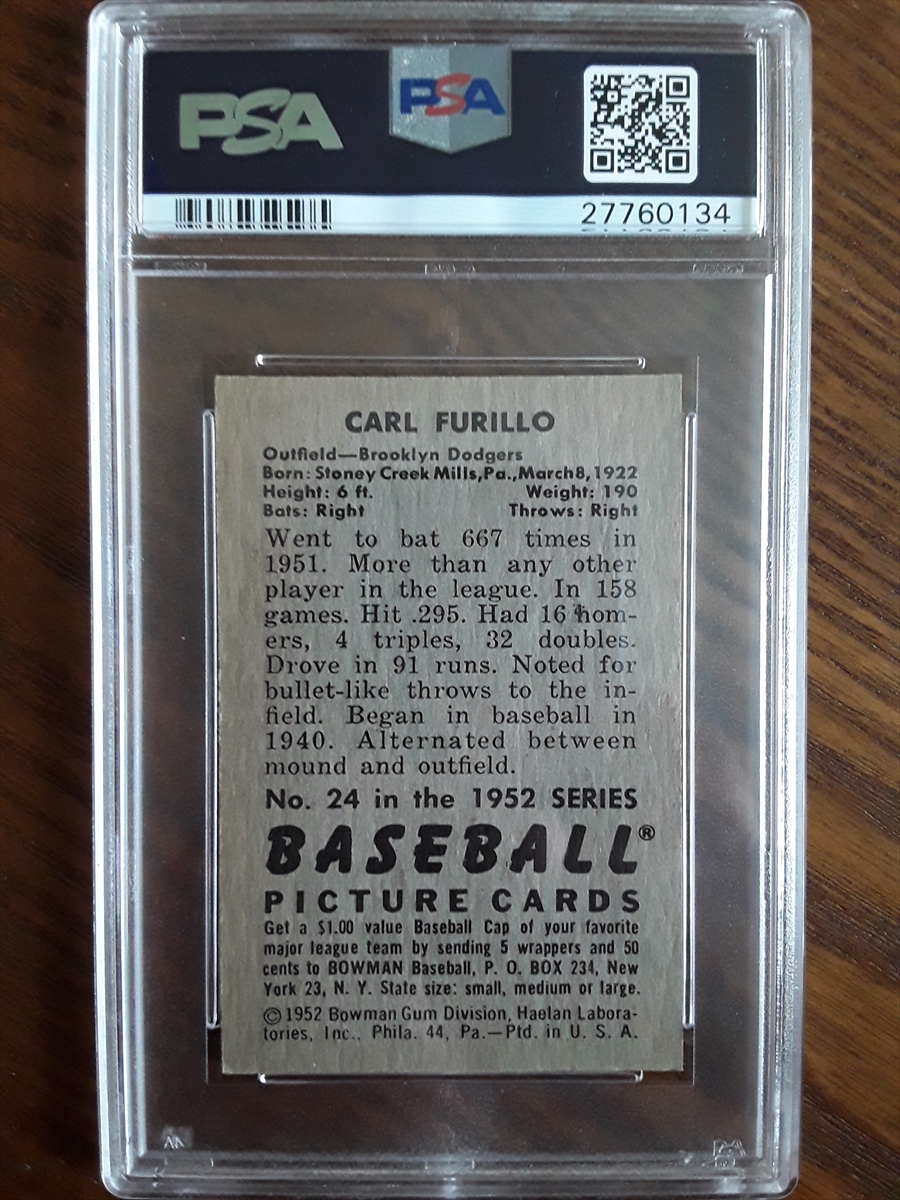 PSA PSA
27760134
CARL FURILLO
Outfield—Brooklyn Dodgers
Born: Stoney Creek Mills, Pa., March 8, 1922
Height: 6 ft. Weight: 190
Bats: Right Throws: Right
Went to bat 667 times in
1951. More than any other
player in the league. In 158
games. Hit .295. Had 16 hom-
ers, 4 triples, 32 doubles.
Drove in 91 runs. Noted for
bullet-like throws to the in-
field. Began in baseball in
1940. Alternated between
mound and outfield.
No. 24 in the 1952 SERIES
BASEBALL®
PICTURE CARDS
Get a $1.00 value Baseball Cap of your favorite
major league team by sending 5 wrappers and 50
cents to BOWMAN Baseball, P. O. BOX 234, New
York 23, N. Y. State size: small, medium or large.
© 1952 Bowman Gum Division, Haelan Labora-
tories, Inc., Phila. 44, Pa.—Ptd. in U. S. A.